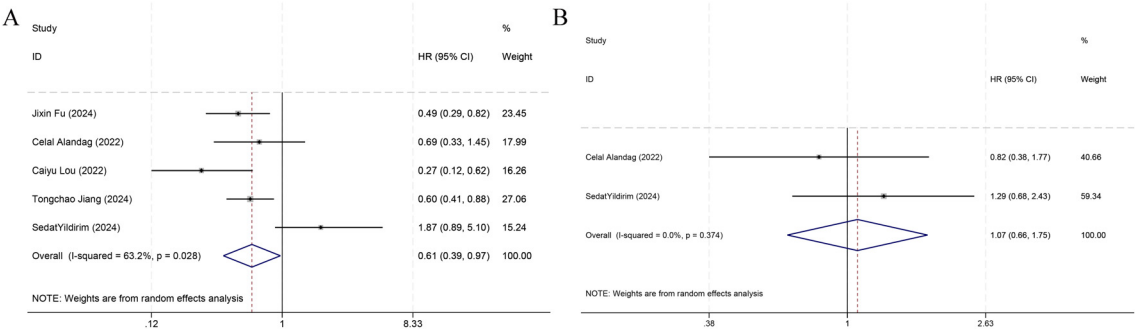 A
Study %
ID HR (95% CI) Weight
Jixin Fu (2024) 0.49 (0.29, 0.82) 23.45
Celal Alandag (2022) 0.69 (0.33, 1.45) 17.99
Caiyu Lou (2022) 0.27 (0.12, 0.62) 16.26
Tongchao Jiang (2024) 0.60 (0.41, 0.88) 27.06
SedatYildirim (2024) 1.87 (0.89, 5.10) 15.24
Overall (I-squared = 63.2%, p = 0.028) 0.61 (0.39, 0.97) 100.00
NOTE: Weights are from random effects analysis
.12 1 8.33
B
Study %
ID HR (95% CI) Weight
Celal Alandag (2022) 0.82 (0.38, 1.77) 40.66
SedatYildirim (2024) 1.29 (0.68, 2.43) 59.34
Overall (I-squared = 0.0%, p = 0.374) 1.07 (0.66, 1.75) 100.00
NOTE: Weights are from random effects analysis
.38 1 2.63